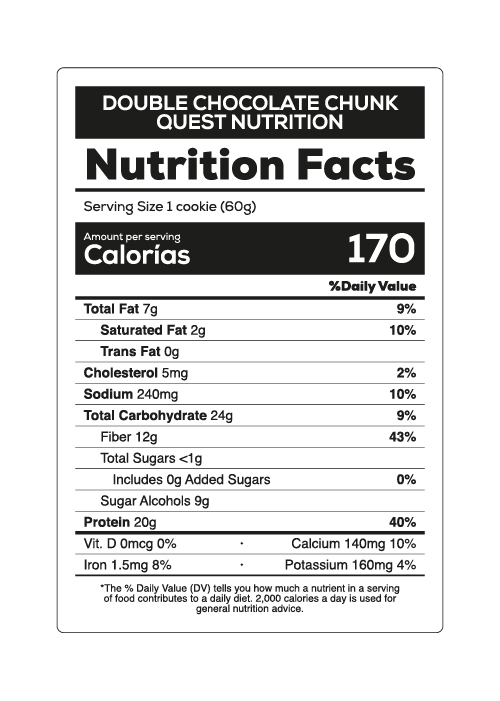 DOUBLE CHOCOLATE CHUNK
QUEST NUTRITION
Nutrition Facts
Serving Size 1 cookie (60g)
Amount per serving
Calorías 170
%Daily Value
Total Fat 7g 9%
Saturated Fat 2g 10%
Trans Fat 0g
Cholesterol 5mg 2%
Sodium 240mg 10%
Total Carbohydrate 24g 9%
Fiber 12g 43%
Total Sugars <1g
Includes 0g Added Sugars 0%
Sugar Alcohols 9g
Protein 20g 40%
Vit. D 0mcg 0% · Calcium 140mg 10%
Iron 1.5mg 8% · Potassium 160mg 4%
*The % Daily Value (DV) tells you how much a nutrient in a serving
of food contributes to a daily diet. 2,000 calories a day is used for
general nutrition advice.